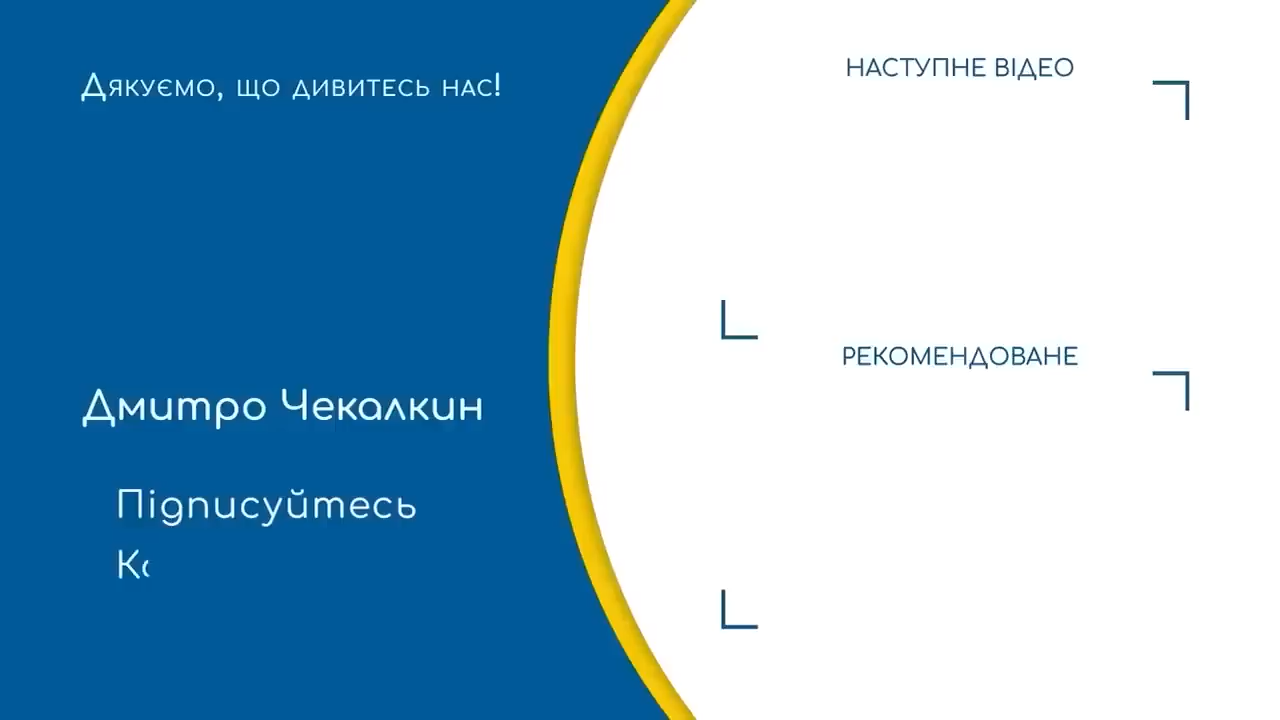 Дякуємо, що дивитесь нас!
Дмитро Чекалкин
Підписуйтесь
НАСТУПНЕ ВІДЕО
РЕКОМЕНДОВАНЕ